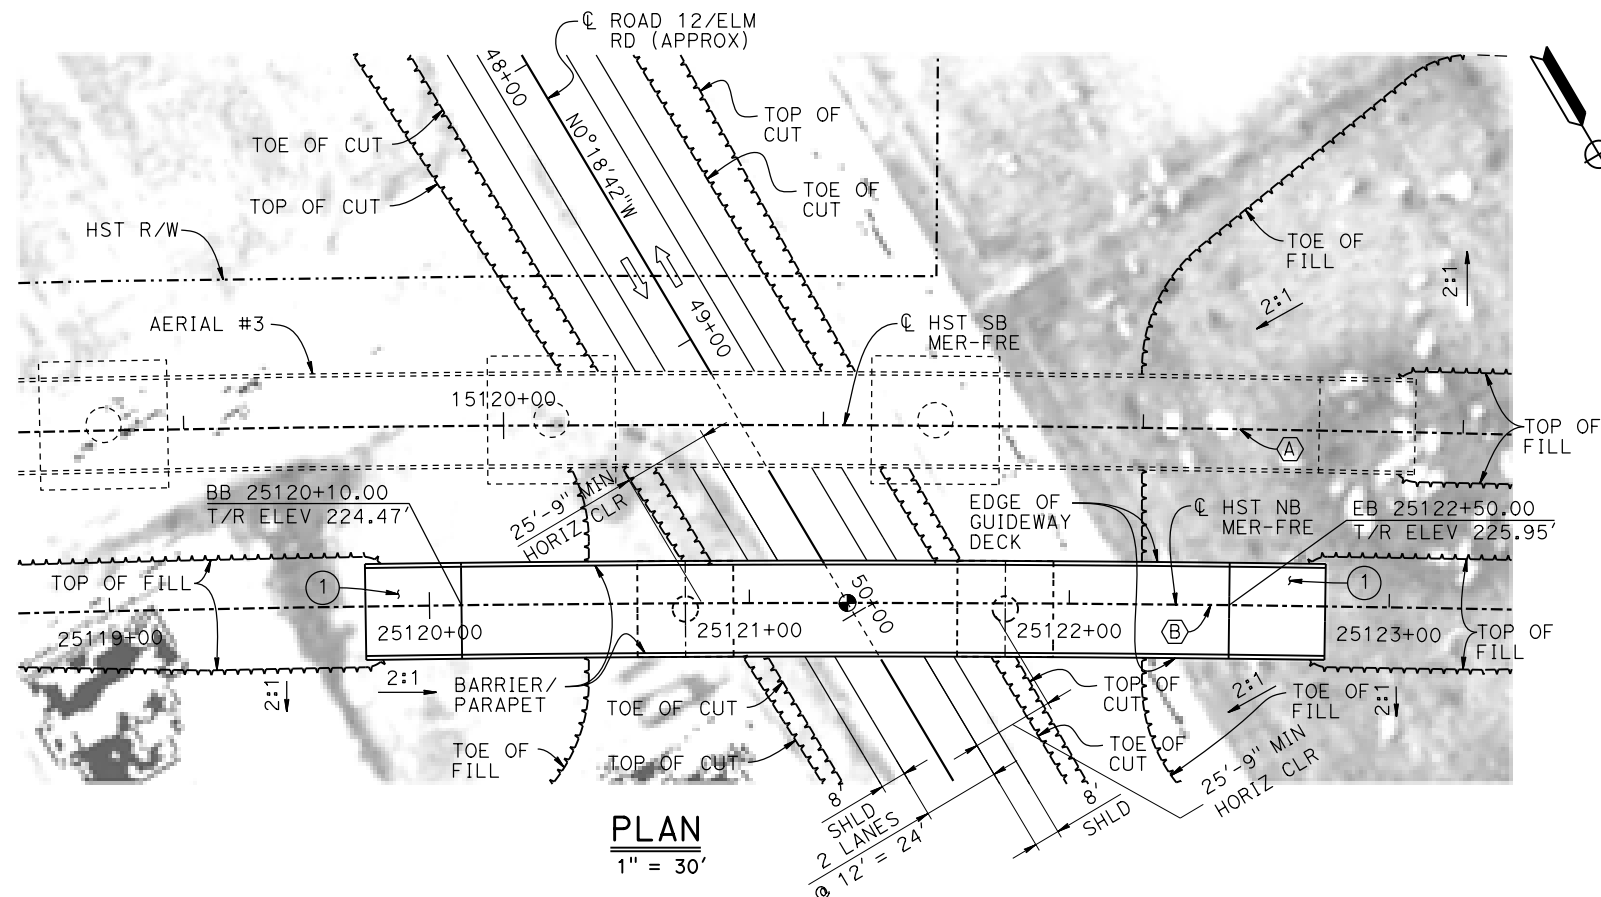 ℄ ROAD 12/ELM
RD (APPROX)
48+00
TOP OF
CUT
TOE OF CUT
N0°18'42"W
TOE OF
CUT
TOP OF CUT
HST R/W
TOE OF
FILL
2:1
2:1
AERIAL #3
49+00
℄ HST SB
MER-FRE
15120+00
A
TOP OF
FILL
BB 25120+10.00
T/R ELEV 224.47'
25'-9" MIN
HORIZ CLR
EDGE OF
GUIDEWAY
DECK
℄ HST NB
MER-FRE
EB 25122+50.00
T/R ELEV 225.95'
TOP OF FILL
1
50+00
1
25119+00
25120+00
25121+00
25122+00
B
25123+00
TOP OF
FILL
2:1
2:1
BARRIER/
PARAPET
TOE OF CUT
TOP OF
CUT
2:1
TOE OF
FILL
2:1
TOE OF
FILL
TOP OF CUT
TOE OF
CUT
25'-9" MIN
HORIZ CLR
8'
SHLD
2 LANES
@ 12' = 24'
8'
SHLD
PLAN
1" = 30'